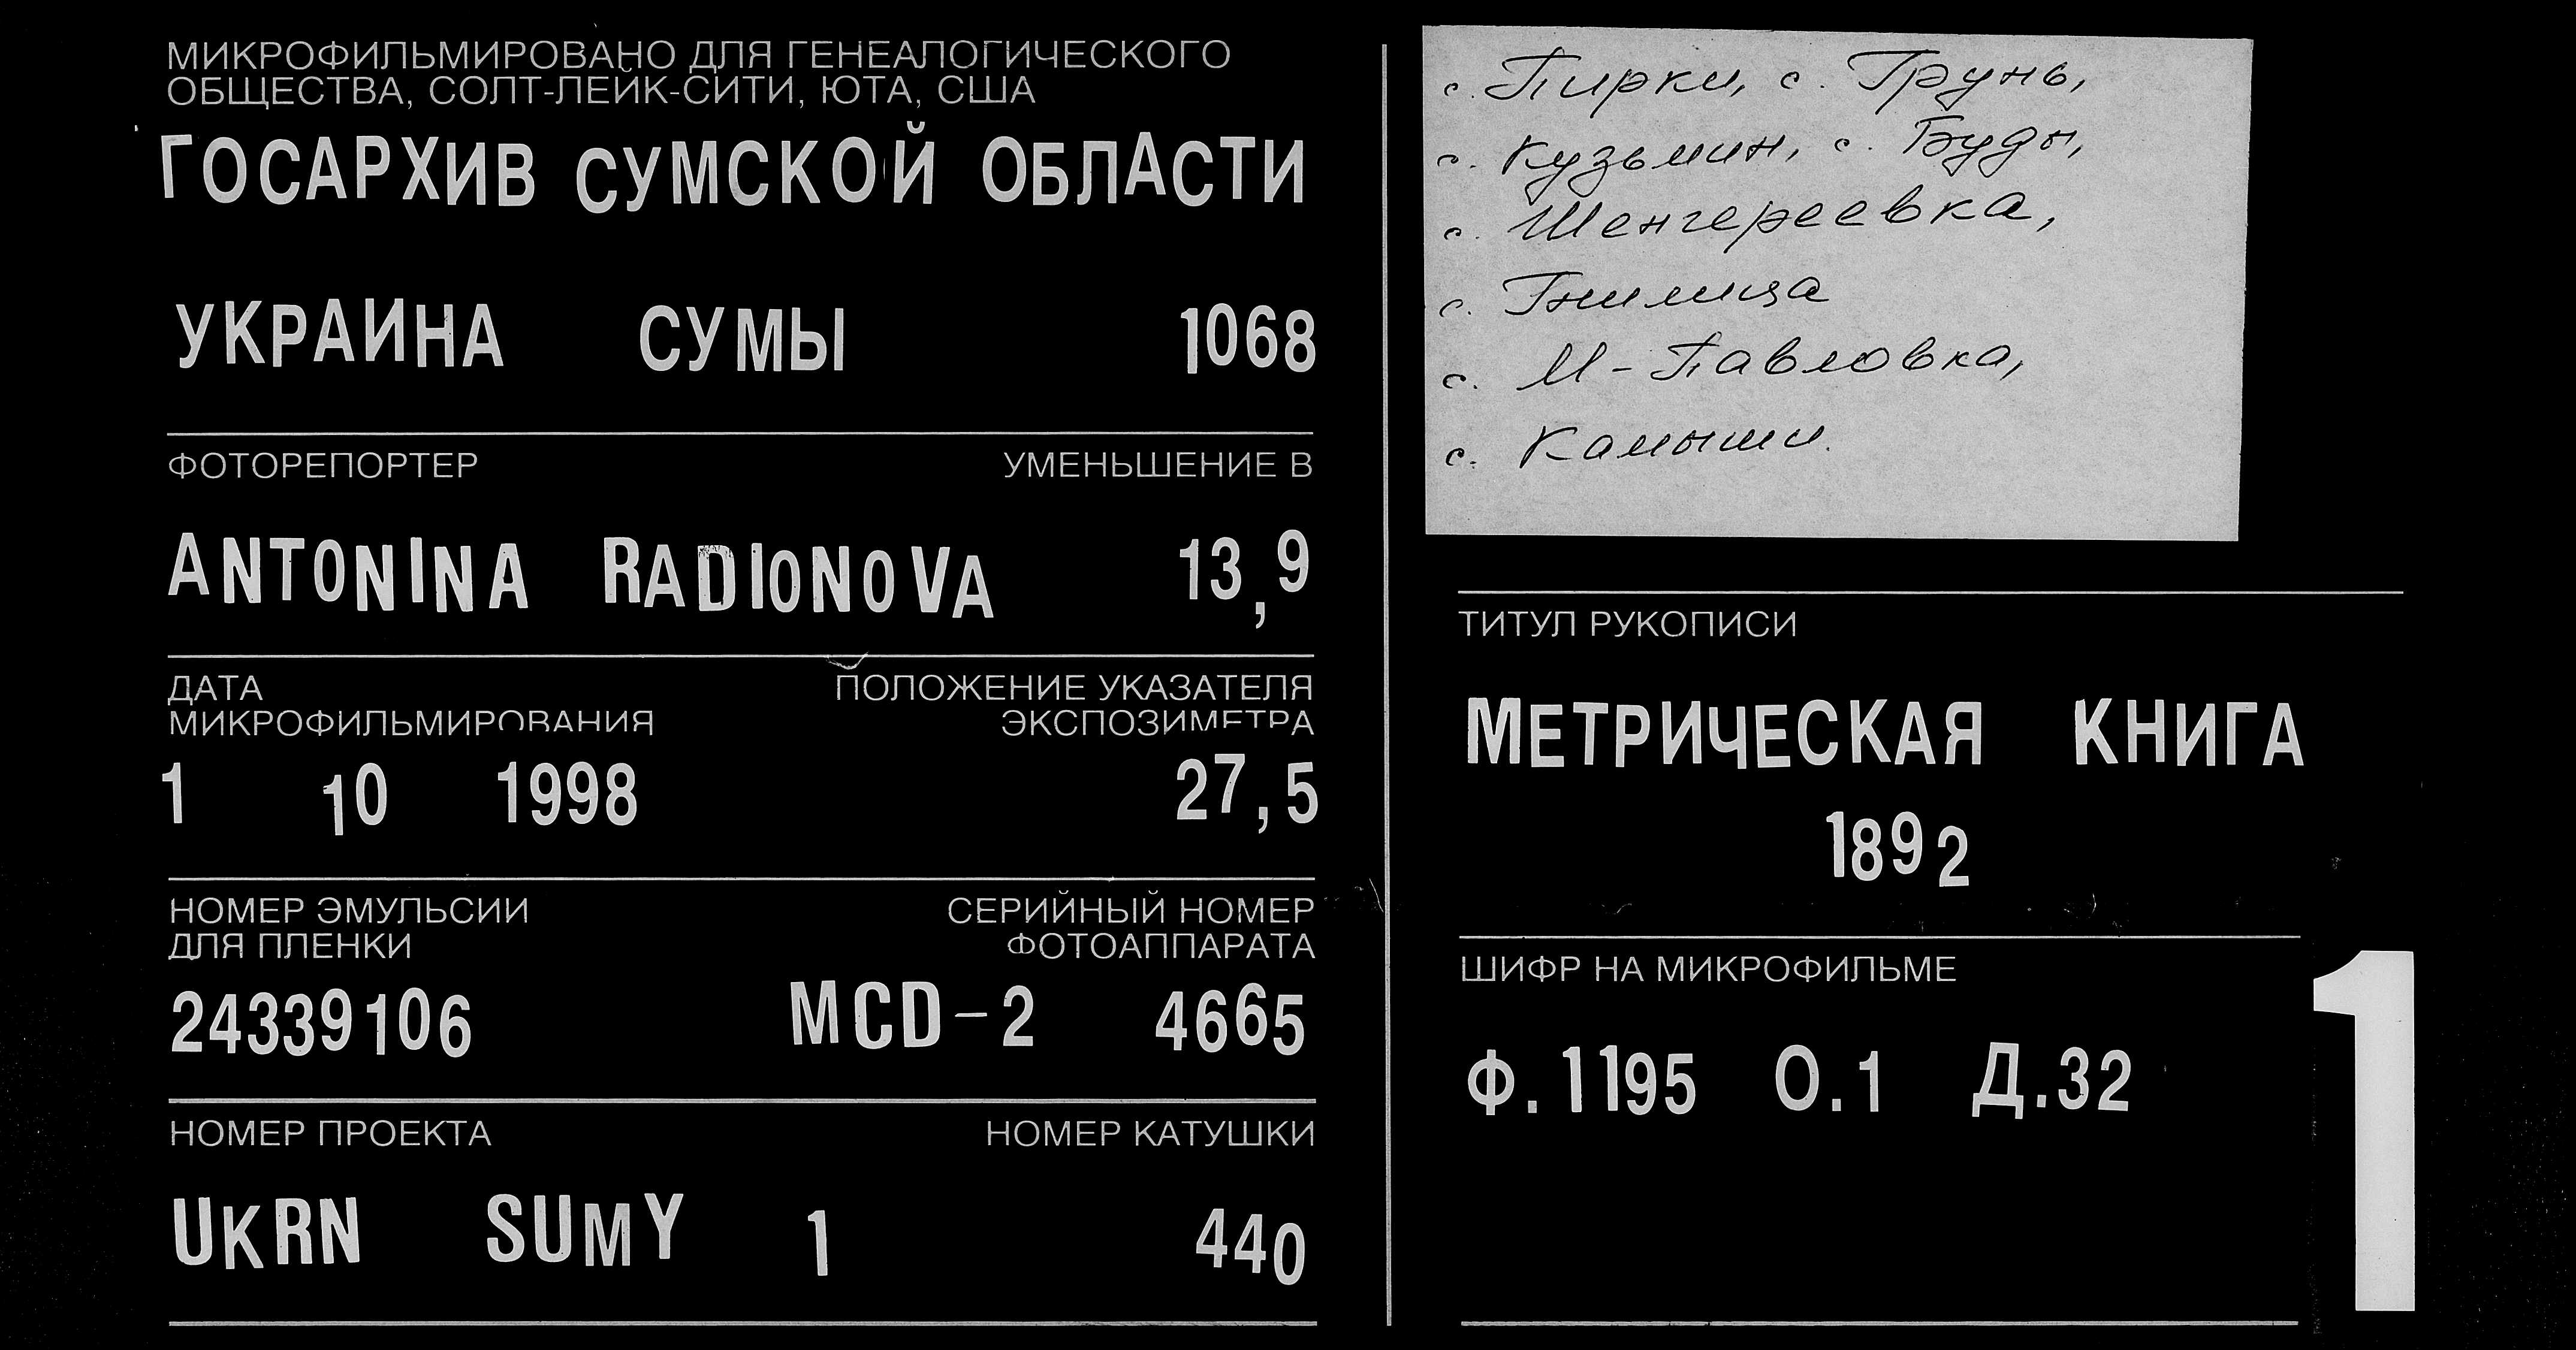 МИКРОФИЛЬМИРОВАНО ДЛЯ ГЕНЕАЛОГИЧЕСКОГО
ОБЩЕСТВА, СОЛТ-ЛЕЙК-СИТИ, ЮТА, США
ГОСАРХИВ СУМСКОЙ ОБЛАСТИ
УКРАИНА СУМЫ 1068
ФОТОРЕПОРТЕР УМЕНЬШЕНИЕ В
ANTONINA RADIONOVA 13,9
ДАТА ПОЛОЖЕНИЕ УКАЗАТЕЛЯ
МИКРОФИЛЬМИРОВАНИЯ ЭКСПОЗИМЕТРА
1 10 1998 27,5
НОМЕР ЭМУЛЬСИИ СЕРИЙНЫЙ НОМЕР
ДЛЯ ПЛЕНКИ ФОТОАППАРАТА
24339106 MCD-2 4665
НОМЕР ПРОЕКТА НОМЕР КАТУШКИ
UKRN SUMY 1 440
с. Пирки, с. Грунь,
с. Кузьмин, с. Буды,
с. Шенгереевка,
с. Гнилица
с. М-Павловка,
с. Камыши.
ТИТУЛ РУКОПИСИ
МЕТРИЧЕСКАЯ КНИГА
1892
ШИФР НА МИКРОФИЛЬМЕ
Ф.1195 О.1 Д.32
1